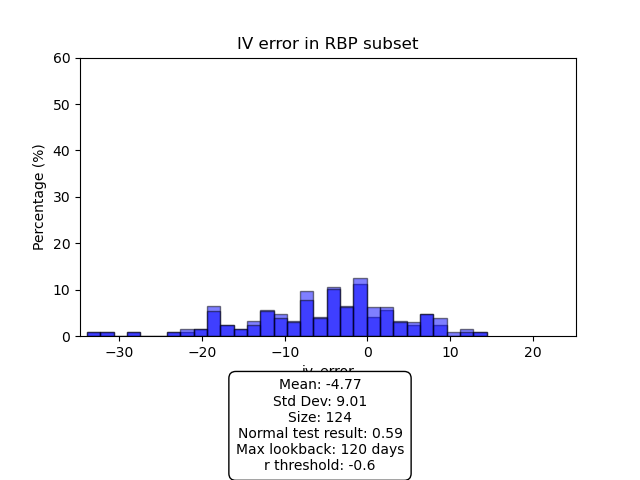 IV error in RBP subset
60
50
40
30
20
10
0
Percentage (%)
−30
−20
−10
0
10
20
iv_error
Mean: -4.77
Std Dev: 9.01
Size: 124
Normal test result: 0.59
Max lookback: 120 days
r threshold: -0.6